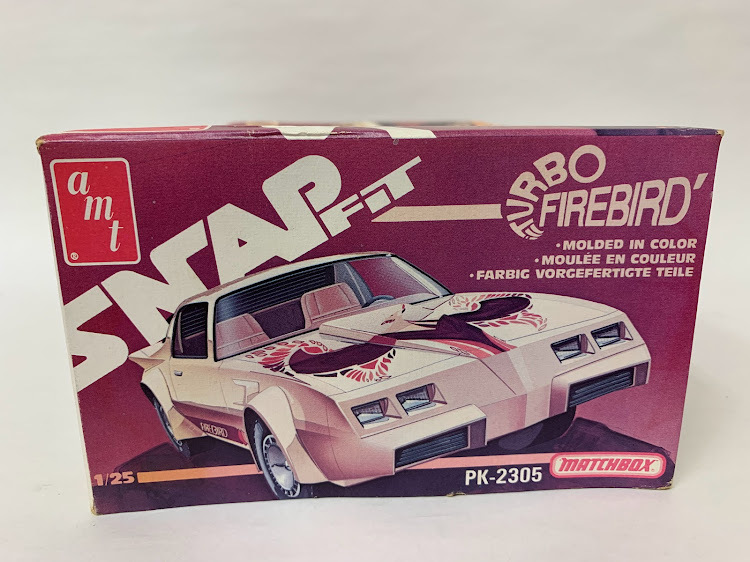 amt
®
SNAP
FIT
TURBO
FIREBIRD'
• MOLDED IN COLOR
• MOULÉE EN COULEUR
• FARBIG VORGEFERTIGTE TEILE
FIREBIRD
1/25
PK-2305
MATCHBOX